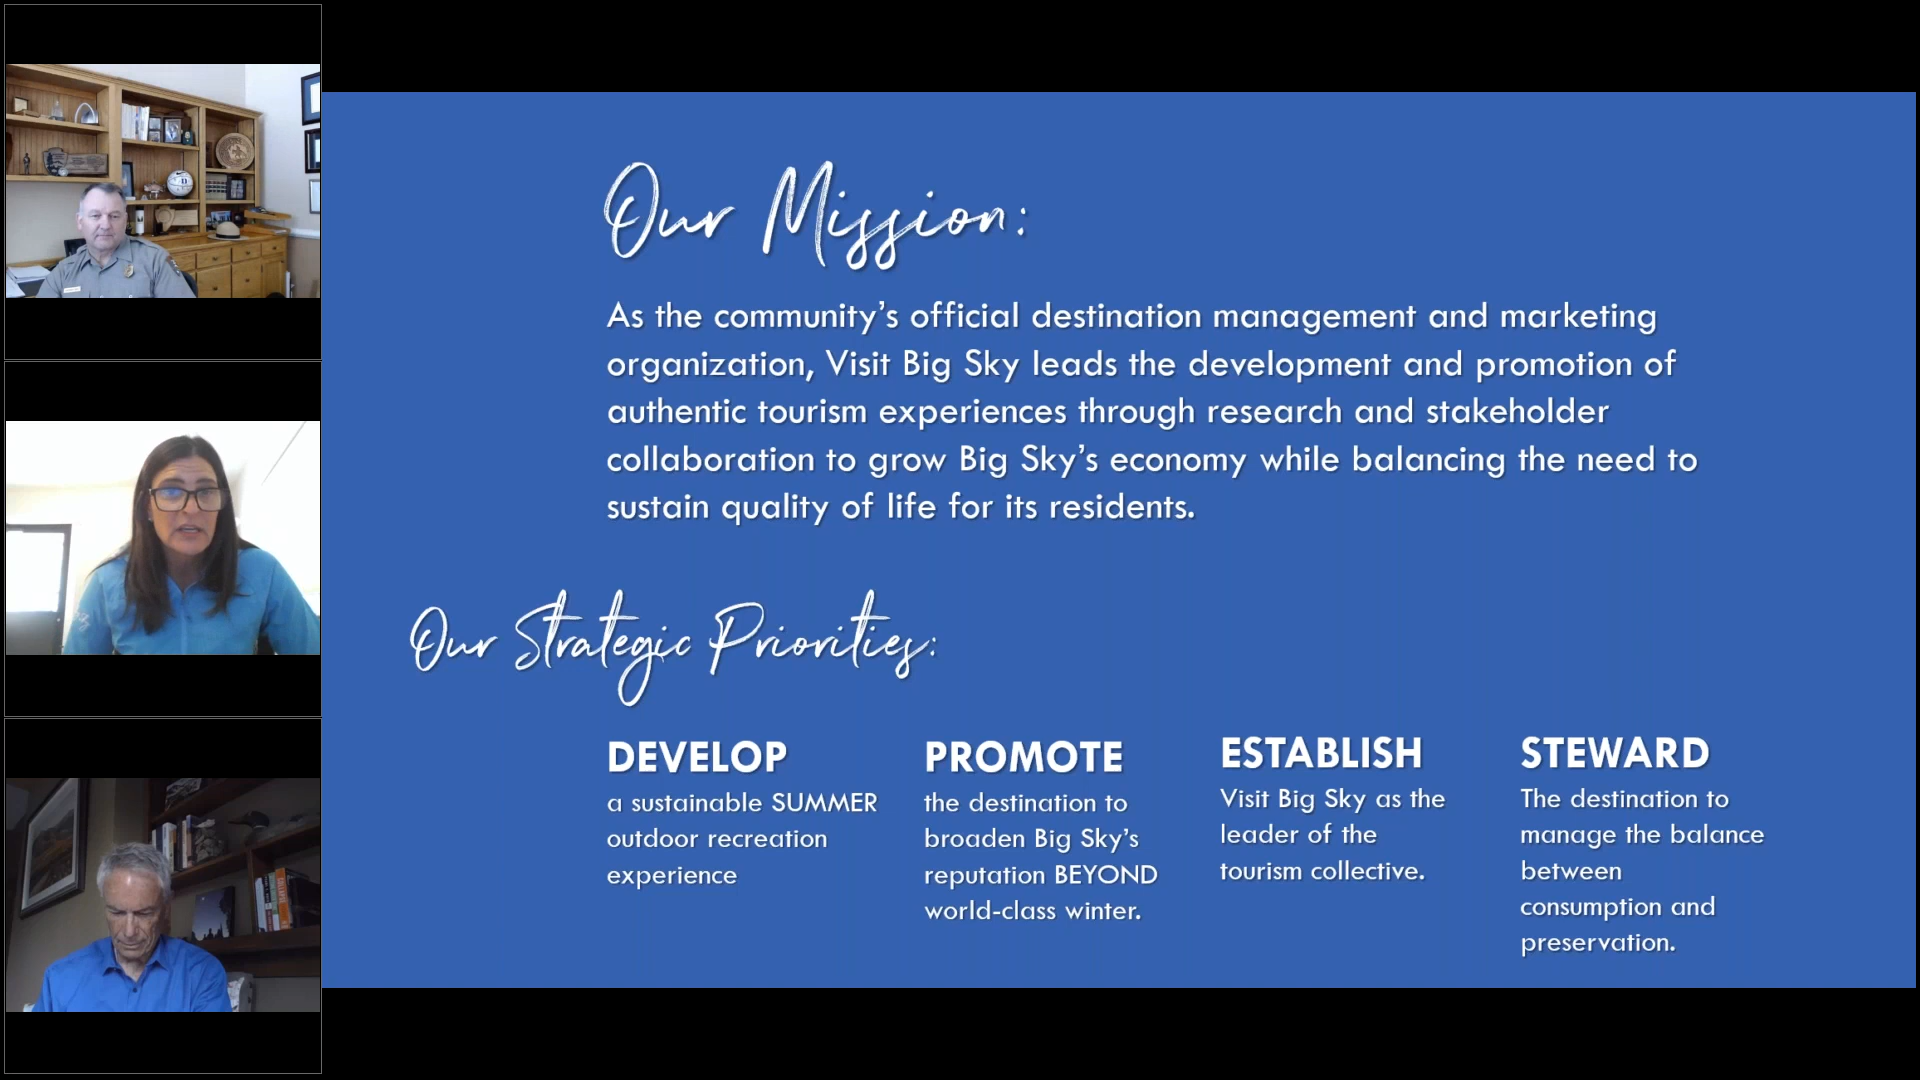 Our Mission:
As the community’s official destination management and marketing
organization, Visit Big Sky leads the development and promotion of
authentic tourism experiences through research and stakeholder
collaboration to grow Big Sky’s economy while balancing the need to
sustain quality of life for its residents.
Our Strategic Priorities:
DEVELOP
a sustainable SUMMER
outdoor recreation
experience
PROMOTE
the destination to
broaden Big Sky’s
reputation BEYOND
world-class winter.
ESTABLISH
Visit Big Sky as the
leader of the
tourism collective.
STEWARD
The destination to
manage the balance
between
consumption and
preservation.